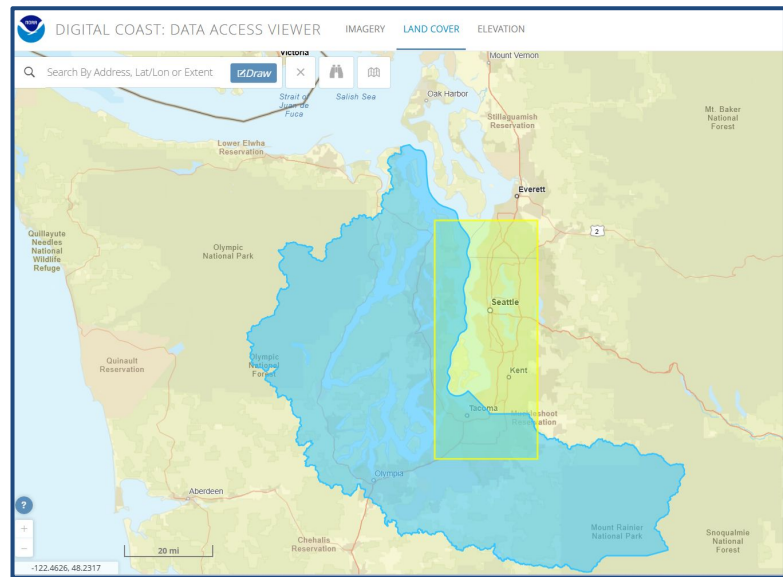 NOAA
DIGITAL COAST: DATA ACCESS VIEWER
IMAGERY
LAND COVER
ELEVATION
Search By Address, Lat/Lon or Extent
Draw
Victoria
Mount Vernon
Strait of
Juan de
Fuca
Salish Sea
Oak Harbor
Stillaguamish
Reservation
Mt. Baker
National
Forest
Lower Elwha
Reservation
Everett
2
Quillayute
Needles
National
Wildlife
Refuge
Olympic
National Park
Seattle
Quinault
Reservation
Olympic
National
Forest
Kent
Tacoma
Muckleshoot
Reservation
Olympia
Aberdeen
?
+
−
20 mi
Chehalis
Reservation
Mount Rainier
National Park
Snoqualmie
National
Forest
-122.4626, 48.2317